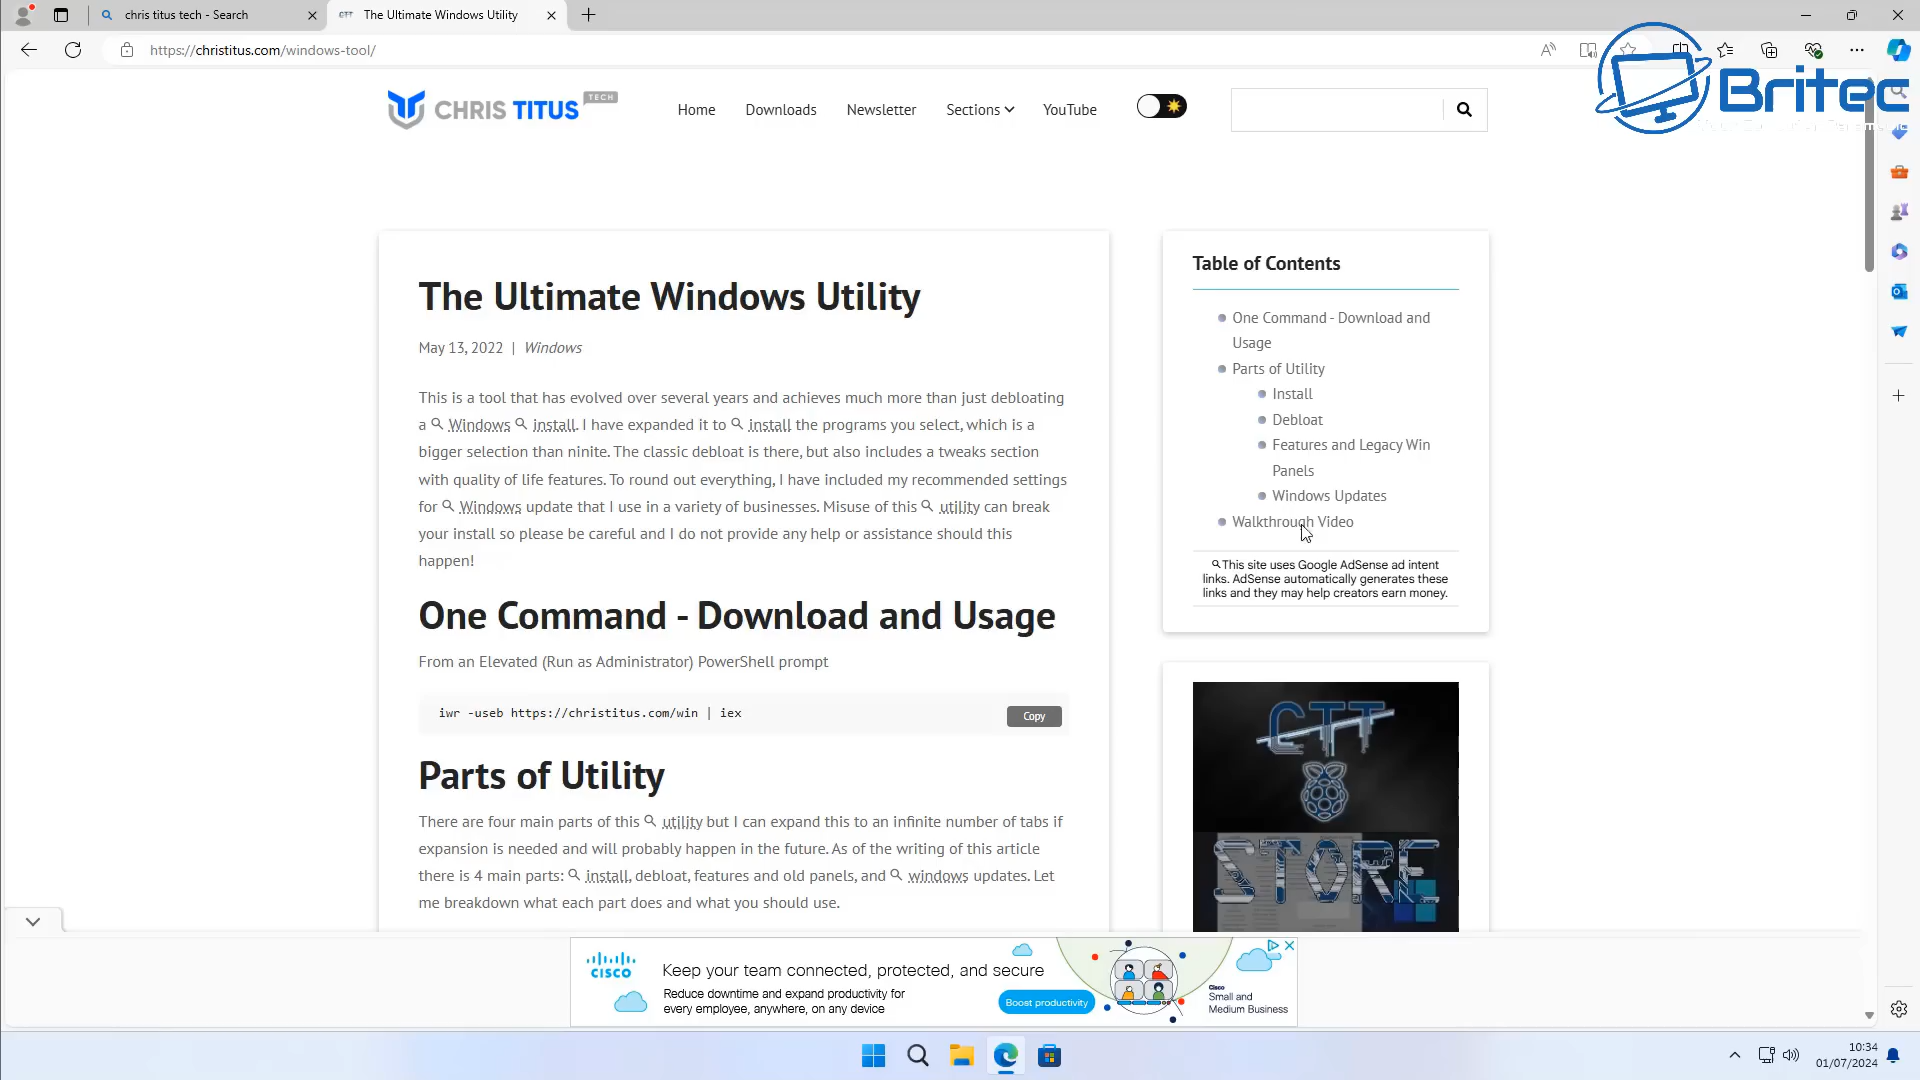 chris titus tech - Search
The Ultimate Windows Utility
https://christitus.com/windows-tool/
Britec
CHRIS TITUS TECH
Home
Downloads
Newsletter
Sections
YouTube
The Ultimate Windows Utility
May 13, 2022 | Windows
This is a tool that has evolved over several years and achieves much more than just debloating
a Windows install. I have expanded it to install the programs you select, which is a
bigger selection than ninite. The classic debloat is there, but also includes a tweaks section
with quality of life features. To round out everything, I have included my recommended settings
for Windows update that I use in a variety of businesses. Misuse of this utility can break
your install so please be careful and I do not provide any help or assistance should this
happen!
One Command - Download and Usage
From an Elevated (Run as Administrator) PowerShell prompt
iwr -useb https://christitus.com/win | iex
Copy
Parts of Utility
There are four main parts of this utility but I can expand this to an infinite number of tabs if
expansion is needed and will probably happen in the future. As of the writing of this article
there is 4 main parts: install, debloat, features and old panels, and windows updates. Let
me breakdown what each part does and what you should use.
Table of Contents
One Command - Download and
Usage
Parts of Utility
Install
Debloat
Features and Legacy Win
Panels
Windows Updates
Walkthrough Video
This site uses Google AdSense ad intent
links. AdSense automatically generates these
links and they may help creators earn money.
CTT
STORE
CISCO
Keep your team connected, protected, and secure
Reduce downtime and expand productivity for
every employee, anywhere, on any device
Boost productivity
Cisco
Small and
Medium Business
10:34
01/07/2024